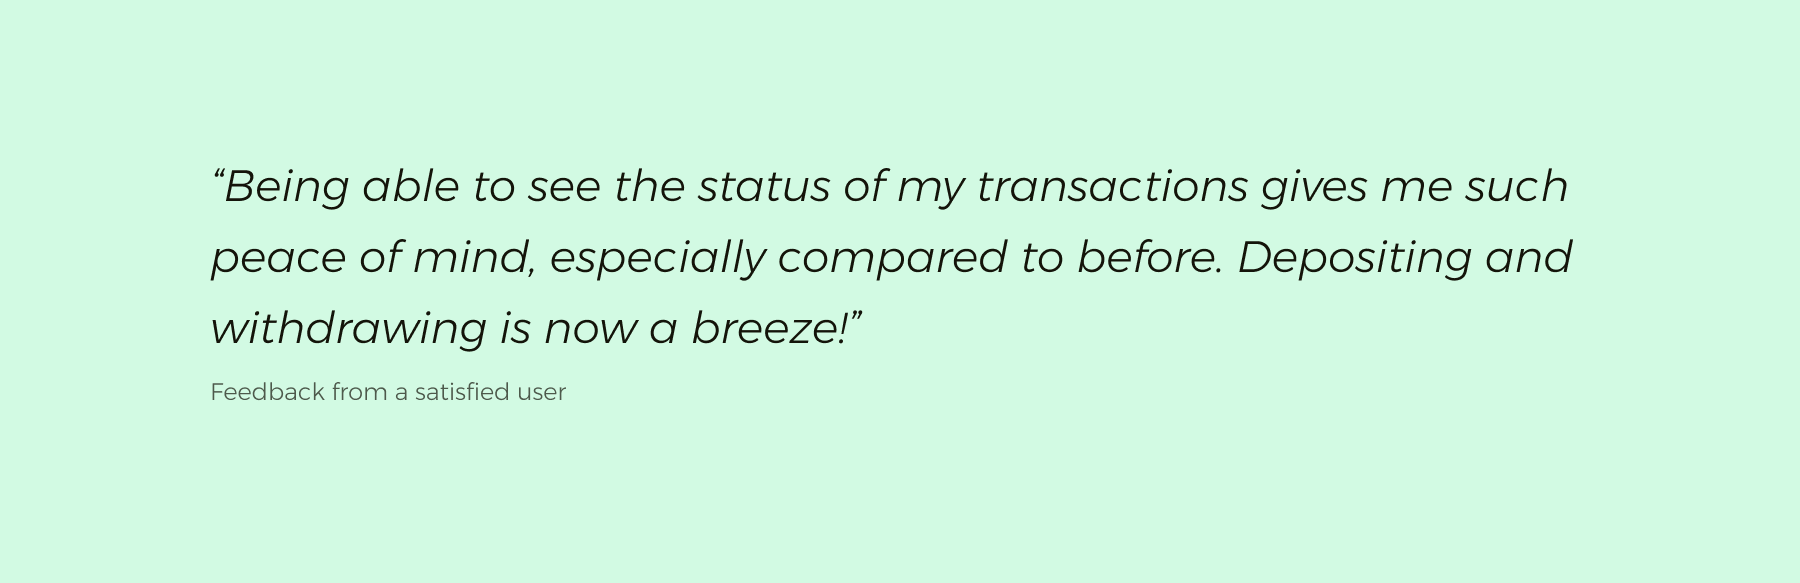 “Being able to see the status of my transactions gives me such
peace of mind, especially compared to before. Depositing and
withdrawing is now a breeze!”
Feedback from a satisfied user